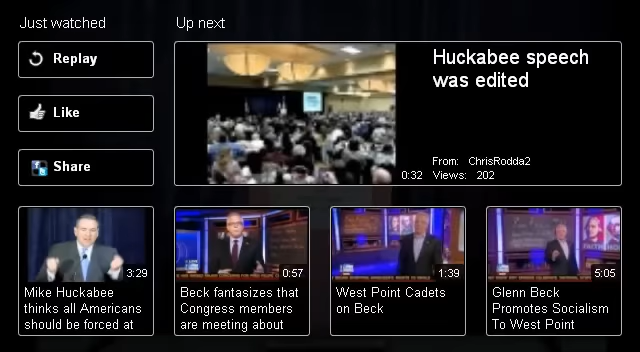 Just watched
Up next
Replay
Like
Share
Huckabee speech
was edited
From: ChrisRodda2
0:32 Views: 202
3:29
Mike Huckabee
thinks all Americans
should be forced at
0:57
Beck fantasizes that
Congress members
are meeting about
1:39
West Point Cadets
on Beck
5:05
Glenn Beck
Promotes Socialism
To West Point